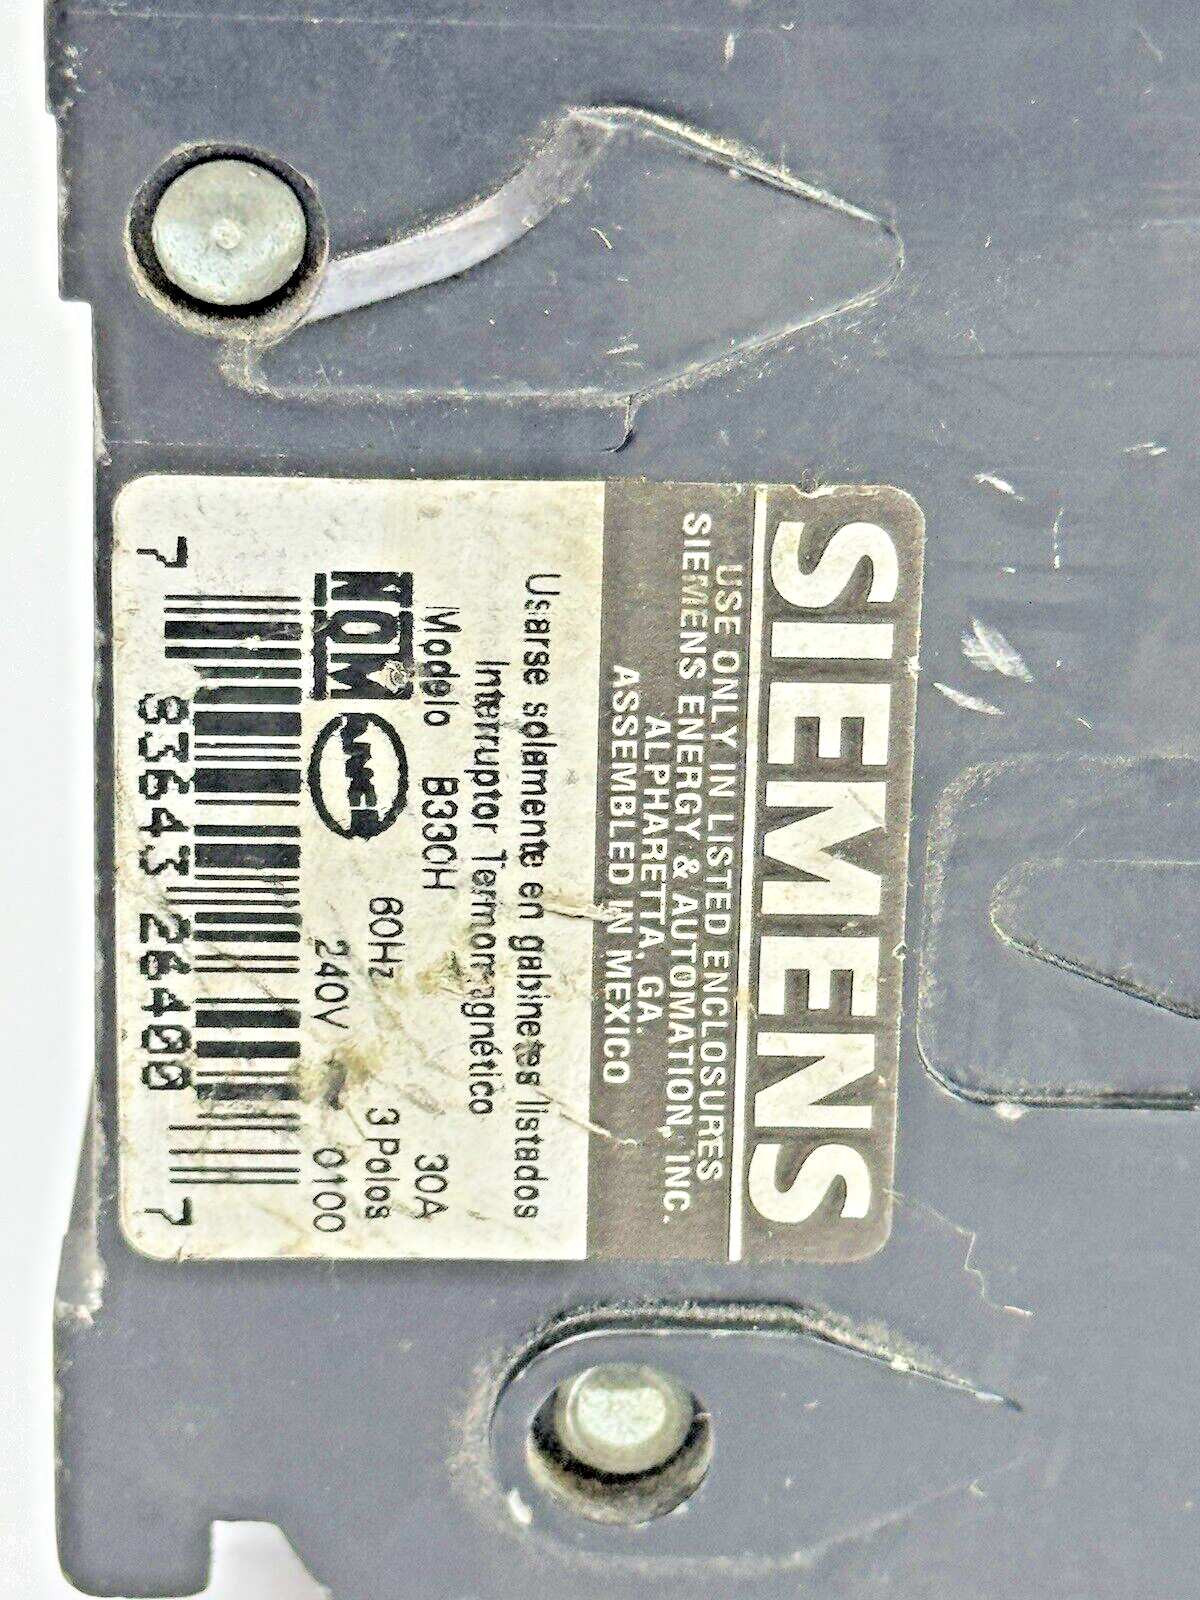 SIEMENS
USE ONLY IN LISTED ENCLOSURES
SIEMENS ENERGY & AUTOMATION, INC.
ALPHARETTA, GA.
ASSEMBLED IN MEXICO
Usarse solamente en gabinetes listados
Interruptor Termomagnético
Modelo B330H 30A
60Hz 3 Polos
240V 0100
NOM ANCE
7 83643 26400 7